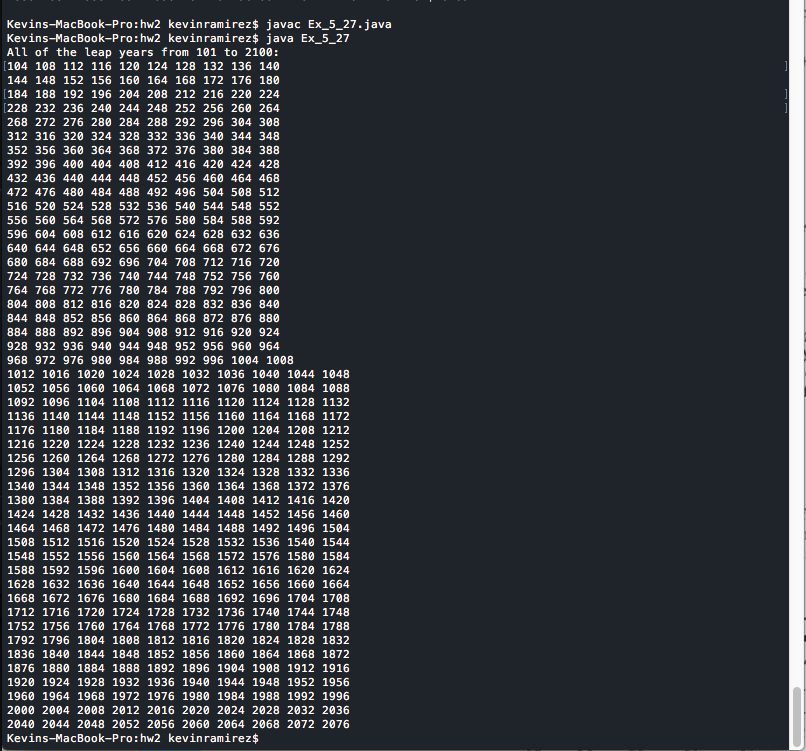 Kevins-MacBook-Pro:hw2 kevinramirez$ javac Ex_5_27.java
Kevins-MacBook-Pro:hw2 kevinramirez$ java Ex_5_27
All of the leap years from 101 to 2100:
[104 108 112 116 120 124 128 132 136 140 ]
144 148 152 156 160 164 168 172 176 180
[184 188 192 196 204 208 212 216 220 224 ]
[228 232 236 240 244 248 252 256 260 264 ]
268 272 276 280 284 288 292 296 304 308
312 316 320 324 328 332 336 340 344 348
352 356 360 364 368 372 376 380 384 388
392 396 400 404 408 412 416 420 424 428
432 436 440 444 448 452 456 460 464 468
472 476 480 484 488 492 496 504 508 512
516 520 524 528 532 536 540 544 548 552
556 560 564 568 572 576 580 584 588 592
596 604 608 612 616 620 624 628 632 636
640 644 648 652 656 660 664 668 672 676
680 684 688 692 696 704 708 712 716 720
724 728 732 736 740 744 748 752 756 760
764 768 772 776 780 784 788 792 796 800
804 808 812 816 820 824 828 832 836 840
844 848 852 856 860 864 868 872 876 880
884 888 892 896 904 908 912 916 920 924
928 932 936 940 944 948 952 956 960 964
968 972 976 980 984 988 992 996 1004 1008
1012 1016 1020 1024 1028 1032 1036 1040 1044 1048
1052 1056 1060 1064 1068 1072 1076 1080 1084 1088
1092 1096 1104 1108 1112 1116 1120 1124 1128 1132
1136 1140 1144 1148 1152 1156 1160 1164 1168 1172
1176 1180 1184 1188 1192 1196 1200 1204 1208 1212
1216 1220 1224 1228 1232 1236 1240 1244 1248 1252
1256 1260 1264 1268 1272 1276 1280 1284 1288 1292
1296 1304 1308 1312 1316 1320 1324 1328 1332 1336
1340 1344 1348 1352 1356 1360 1364 1368 1372 1376
1380 1384 1388 1392 1396 1404 1408 1412 1416 1420
1424 1428 1432 1436 1440 1444 1448 1452 1456 1460
1464 1468 1472 1476 1480 1484 1488 1492 1496 1504
1508 1512 1516 1520 1524 1528 1532 1536 1540 1544
1548 1552 1556 1560 1564 1568 1572 1576 1580 1584
1588 1592 1596 1600 1604 1608 1612 1616 1620 1624
1628 1632 1636 1640 1644 1648 1652 1656 1660 1664
1668 1672 1676 1680 1684 1688 1692 1696 1704 1708
1712 1716 1720 1724 1728 1732 1736 1740 1744 1748
1752 1756 1760 1764 1768 1772 1776 1780 1784 1788
1792 1796 1804 1808 1812 1816 1820 1824 1828 1832
1836 1840 1844 1848 1852 1856 1860 1864 1868 1872
1876 1880 1884 1888 1892 1896 1904 1908 1912 1916
1920 1924 1928 1932 1936 1940 1944 1948 1952 1956
1960 1964 1968 1972 1976 1980 1984 1988 1992 1996
2000 2004 2008 2012 2016 2020 2024 2028 2032 2036
2040 2044 2048 2052 2056 2060 2064 2068 2072 2076
Kevins-MacBook-Pro:hw2 kevinramirez$